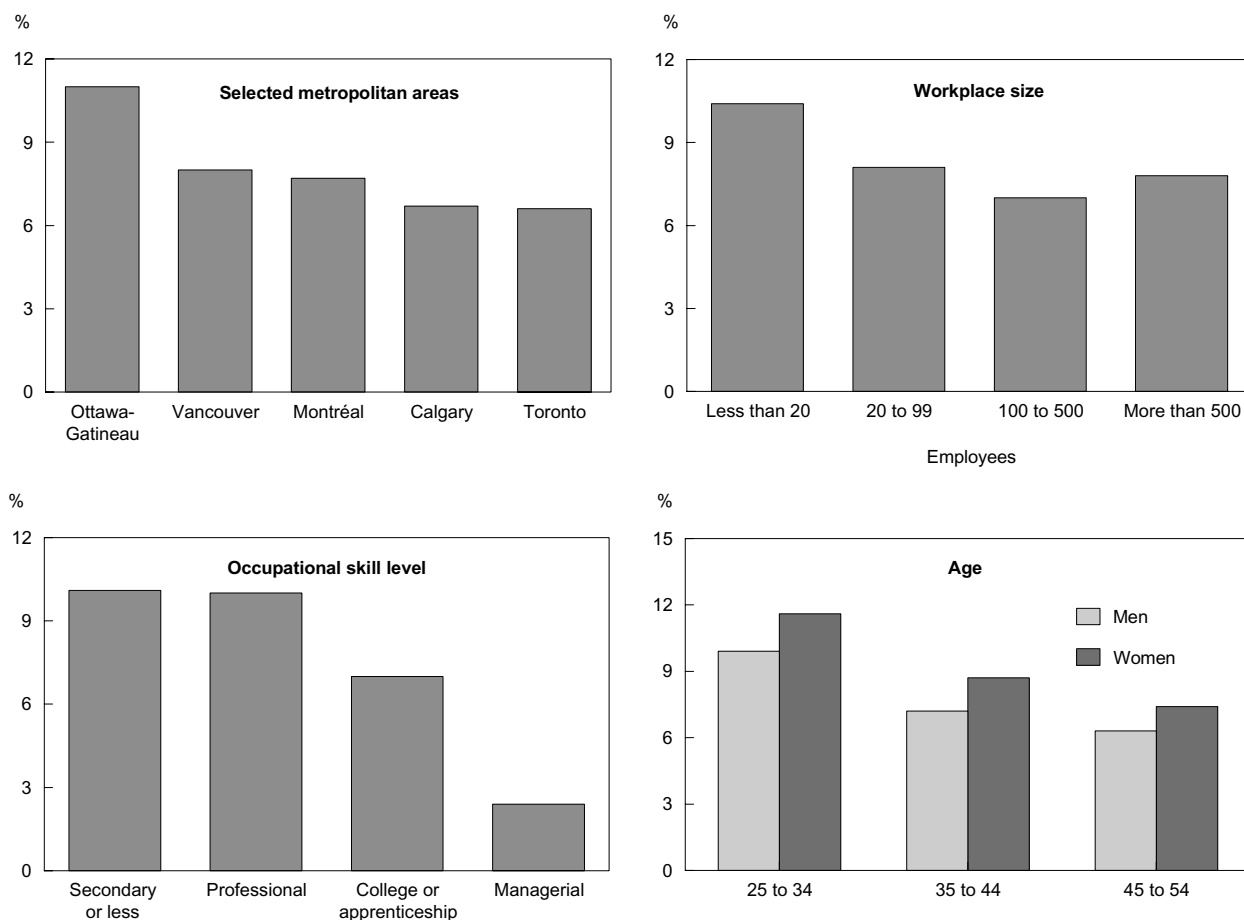 %
12
9
6
3
0
Selected metropolitan areas
Ottawa-
Gatineau
Vancouver
Montréal
Calgary
Toronto
%
12
9
6
3
0
Workplace size
Less than 20
20 to 99
100 to 500
More than 500
Employees
%
12
9
6
3
0
Occupational skill level
Secondary
or less
Professional
College or
apprenticeship
Managerial
%
15
12
9
6
3
0
Age
Men
Women
25 to 34
35 to 44
45 to 54